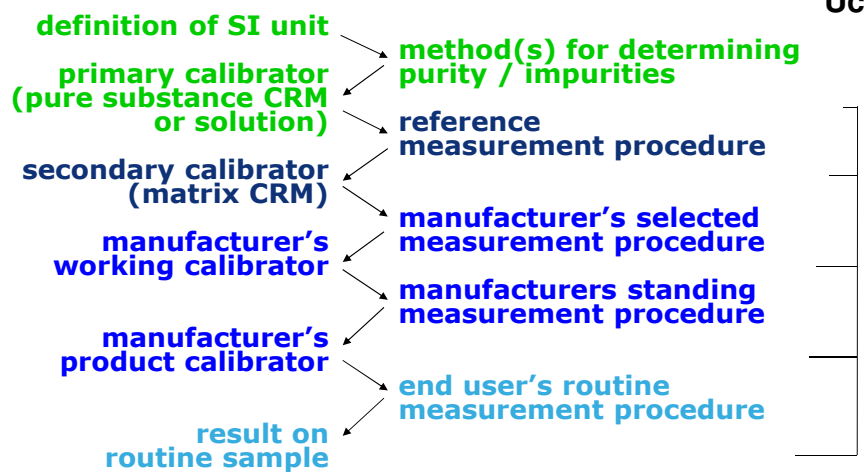 Uc
definition of SI unit
method(s) for determining
purity / impurities
primary calibrator
(pure substance CRM
or solution)
reference
measurement procedure
secondary calibrator
(matrix CRM)
manufacturer's selected
measurement procedure
manufacturer's
working calibrator
manufacturers standing
measurement procedure
manufacturer's
product calibrator
end user's routine
measurement procedure
result on
routine sample